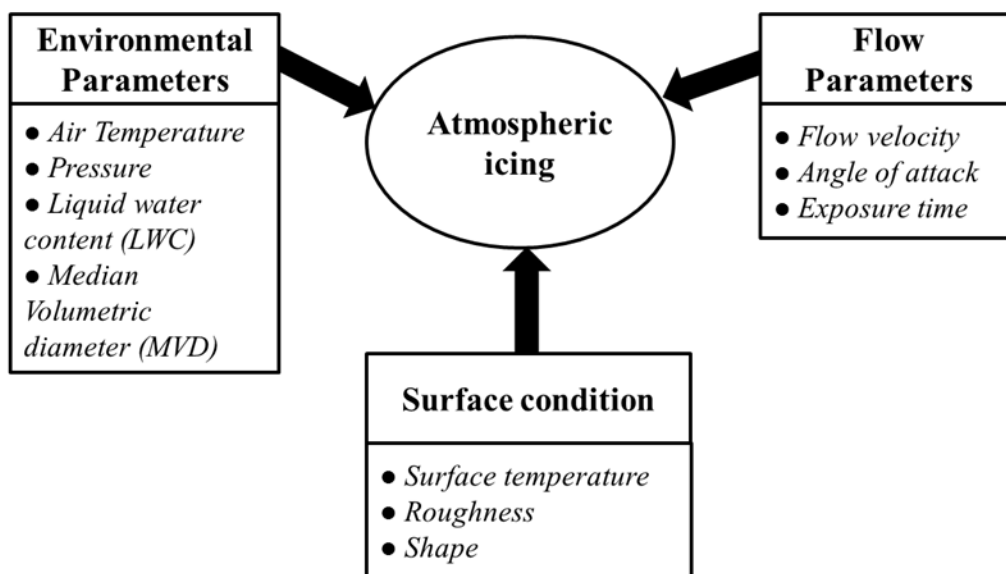 Environmental
Parameters
● Air Temperature
● Pressure
● Liquid water
content (LWC)
● Median
Volumetric
diameter (MVD)
Atmospheric
icing
Flow
Parameters
● Flow velocity
● Angle of attack
● Exposure time
Surface condition
● Surface temperature
● Roughness
● Shape